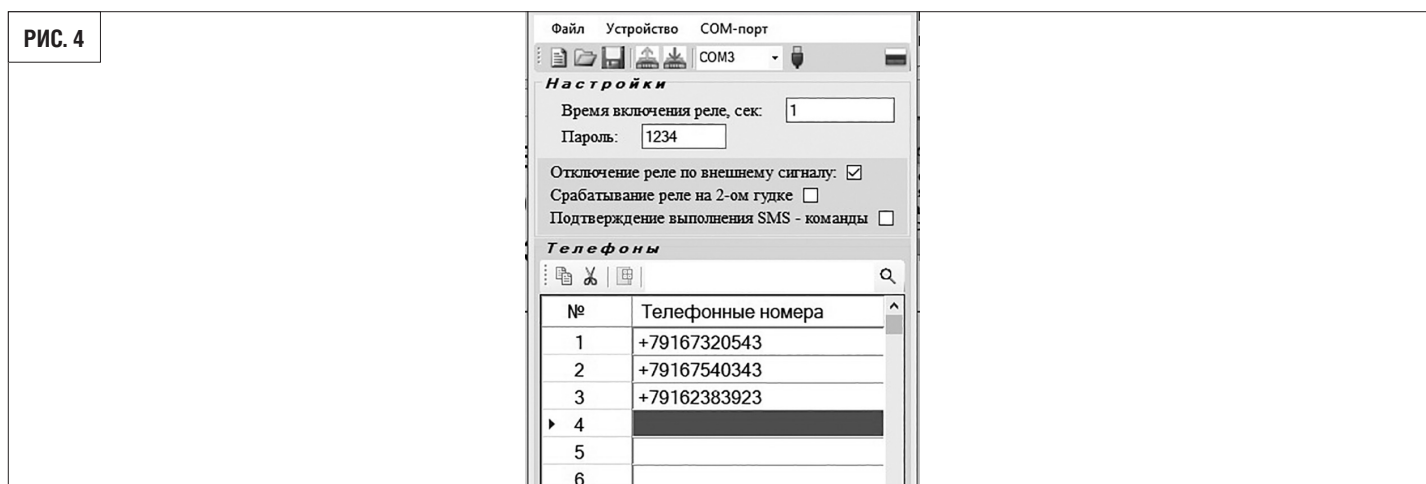 РИС. 4
Файл Устройство COM-порт
COM3
Настройки
Время включения реле, сек: 1
Пароль: 1234
Отключение реле по внешнему сигналу:
Срабатывание реле на 2-ом гудке
Подтверждение выполнения SMS - команды
Телефоны
№ Телефонные номера
1 +79167320543
2 +79167540343
3 +79162383923
4
5
6